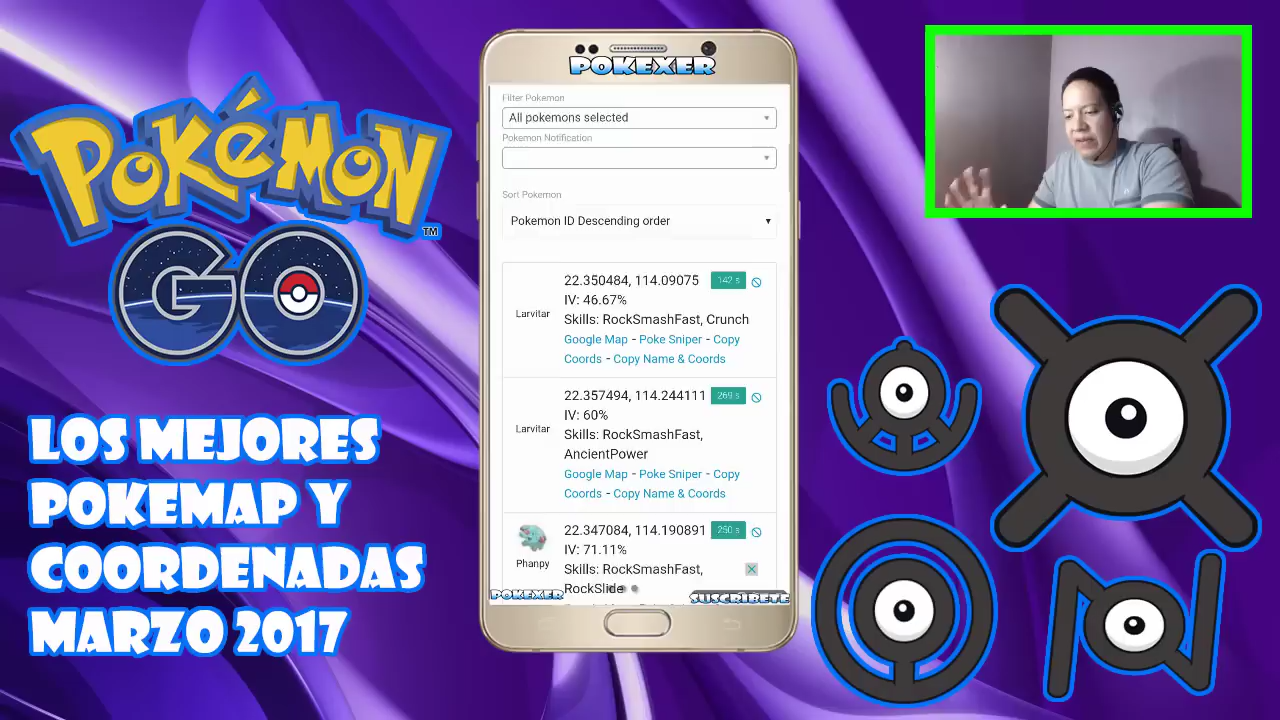 POKÉMON
GO
TM
LOS MEJORES
POKEMAP Y
COORDENADAS
MARZO 2017
POKEXER
Filter Pokemon
All pokemons selected
Pokemon Notification
Sort Pokemon
Pokemon ID Descending order
Larvitar
22.350484, 114.09075
142 s
IV: 46.67%
Skills: RockSmashFast, Crunch
Google Map - Poke Sniper - Copy
Coords - Copy Name & Coords
Larvitar
22.357494, 114.244111
269 s
IV: 60%
Skills: RockSmashFast,
AncientPower
Google Map - Poke Sniper - Copy
Coords - Copy Name & Coords
Phanpy
22.347084, 114.190891
250 s
IV: 71.11%
Skills: RockSmashFast,
RockSlide
POKEXER
SUSCRIBETE